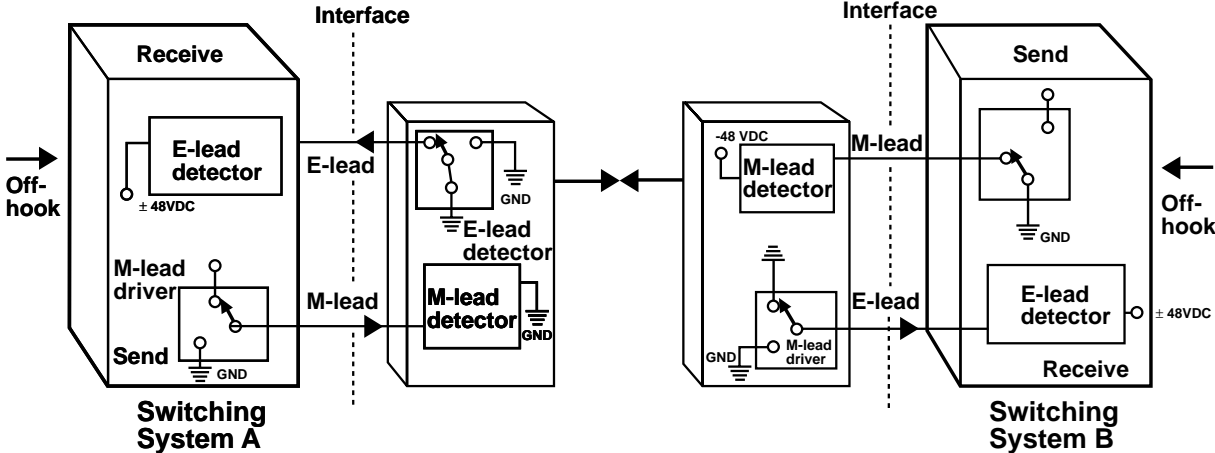 Interface
Receive
E-lead
detector
± 48VDC
Off-
hook
M-lead
driver
Send
GND
Switching
System A
E-lead
M-lead
GND
E-lead
detector
M-lead
detector
GND
Interface
-48 VDC
M-lead
detector
M-lead
GND
M-lead
driver
E-lead
Send
GND
E-lead
detector
± 48VDC
Receive
Off-
hook
Switching
System B